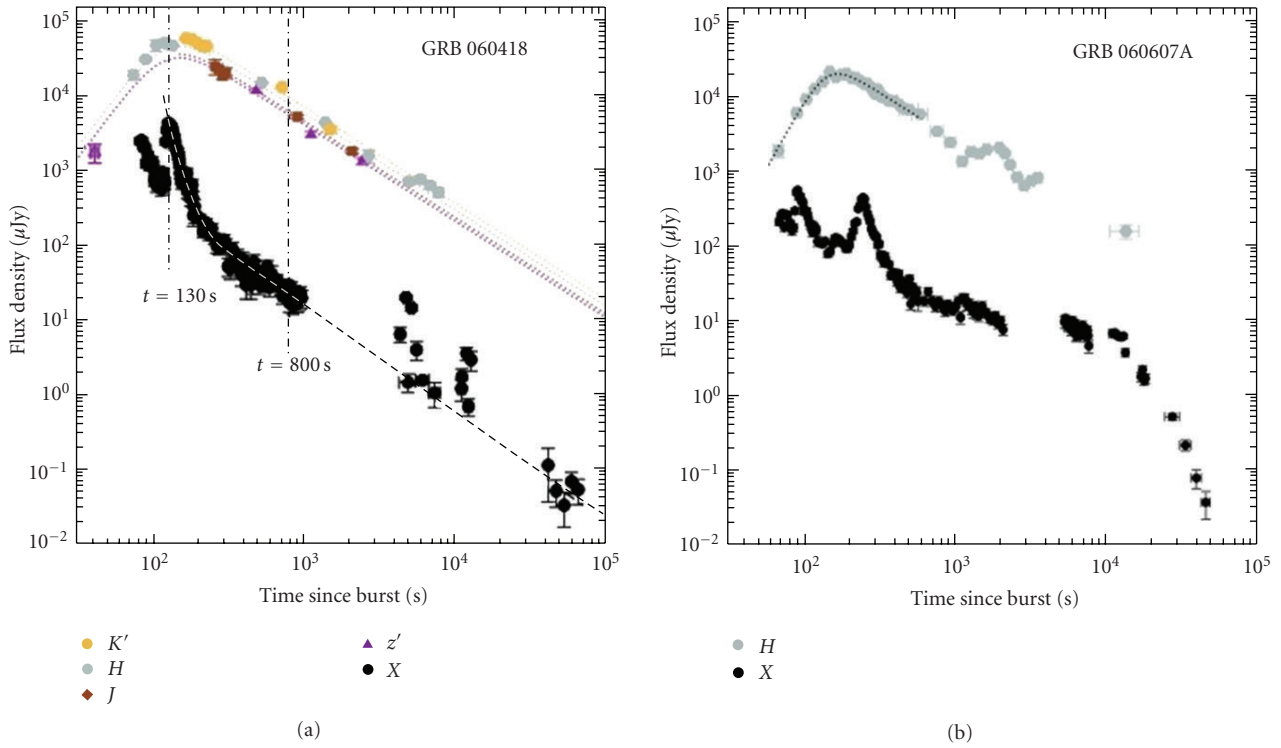 GRB 060418
10^5
10^4
10^3
10^2
10^1
10^0
10^−1
10^−2
Flux density (μJy)
t = 130 s
t = 800 s
10^2
10^3
10^4
10^5
Time since burst (s)
K′
H
J
z′
X
(a)
GRB 060607A
10^5
10^4
10^3
10^2
10^1
10^0
10^−1
10^−2
Flux density (μJy)
10^2
10^3
10^4
10^5
Time since burst (s)
H
X
(b)